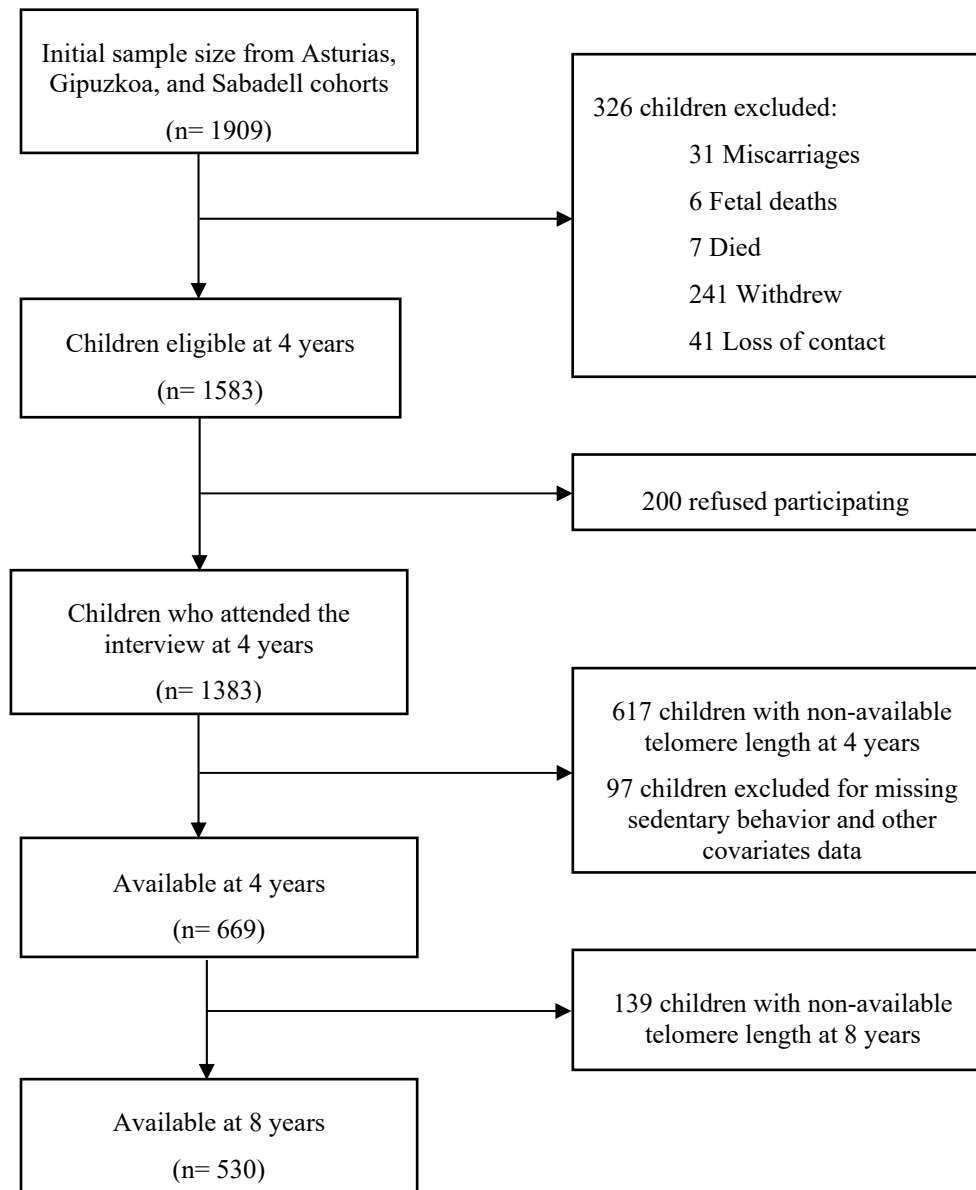 Initial sample size from Asturias,
Gipuzkoa, and Sabadell cohorts
(n= 1909)
326 children excluded:
31 Miscarriages
6 Fetal deaths
7 Died
241 Withdrew
41 Loss of contact
Children eligible at 4 years
(n= 1583)
200 refused participating
Children who attended the
interview at 4 years
(n= 1383)
617 children with non-available
telomere length at 4 years
97 children excluded for missing
sedentary behavior and other
covariates data
Available at 4 years
(n= 669)
139 children with non-available
telomere length at 8 years
Available at 8 years
(n= 530)